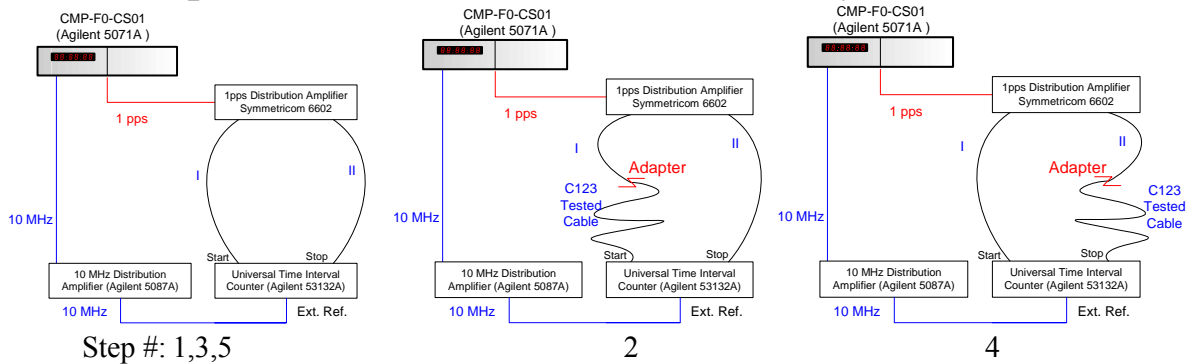 CMP-F0-CS01
(Agilent 5071A )
1pps Distribution Amplifier
Symmetricom 6602
1 pps
I
II
10 MHz
Start
Stop
10 MHz Distribution
Amplifier (Agilent 5087A)
Universal Time Interval
Counter (Agilent 53132A)
10 MHz
Ext. Ref.
Step #: 1,3,5
CMP-F0-CS01
(Agilent 5071A )
1pps Distribution Amplifier
Symmetricom 6602
1 pps
I
II
Adapter
C123
Tested
Cable
10 MHz
Start
Stop
10 MHz Distribution
Amplifier (Agilent 5087A)
Universal Time Interval
Counter (Agilent 53132A)
10 MHz
Ext. Ref.
2
CMP-F0-CS01
(Agilent 5071A )
1pps Distribution Amplifier
Symmetricom 6602
1 pps
I
II
Adapter
C123
Tested
Cable
10 MHz
Start
Stop
10 MHz Distribution
Amplifier (Agilent 5087A)
Universal Time Interval
Counter (Agilent 53132A)
10 MHz
Ext. Ref.
4